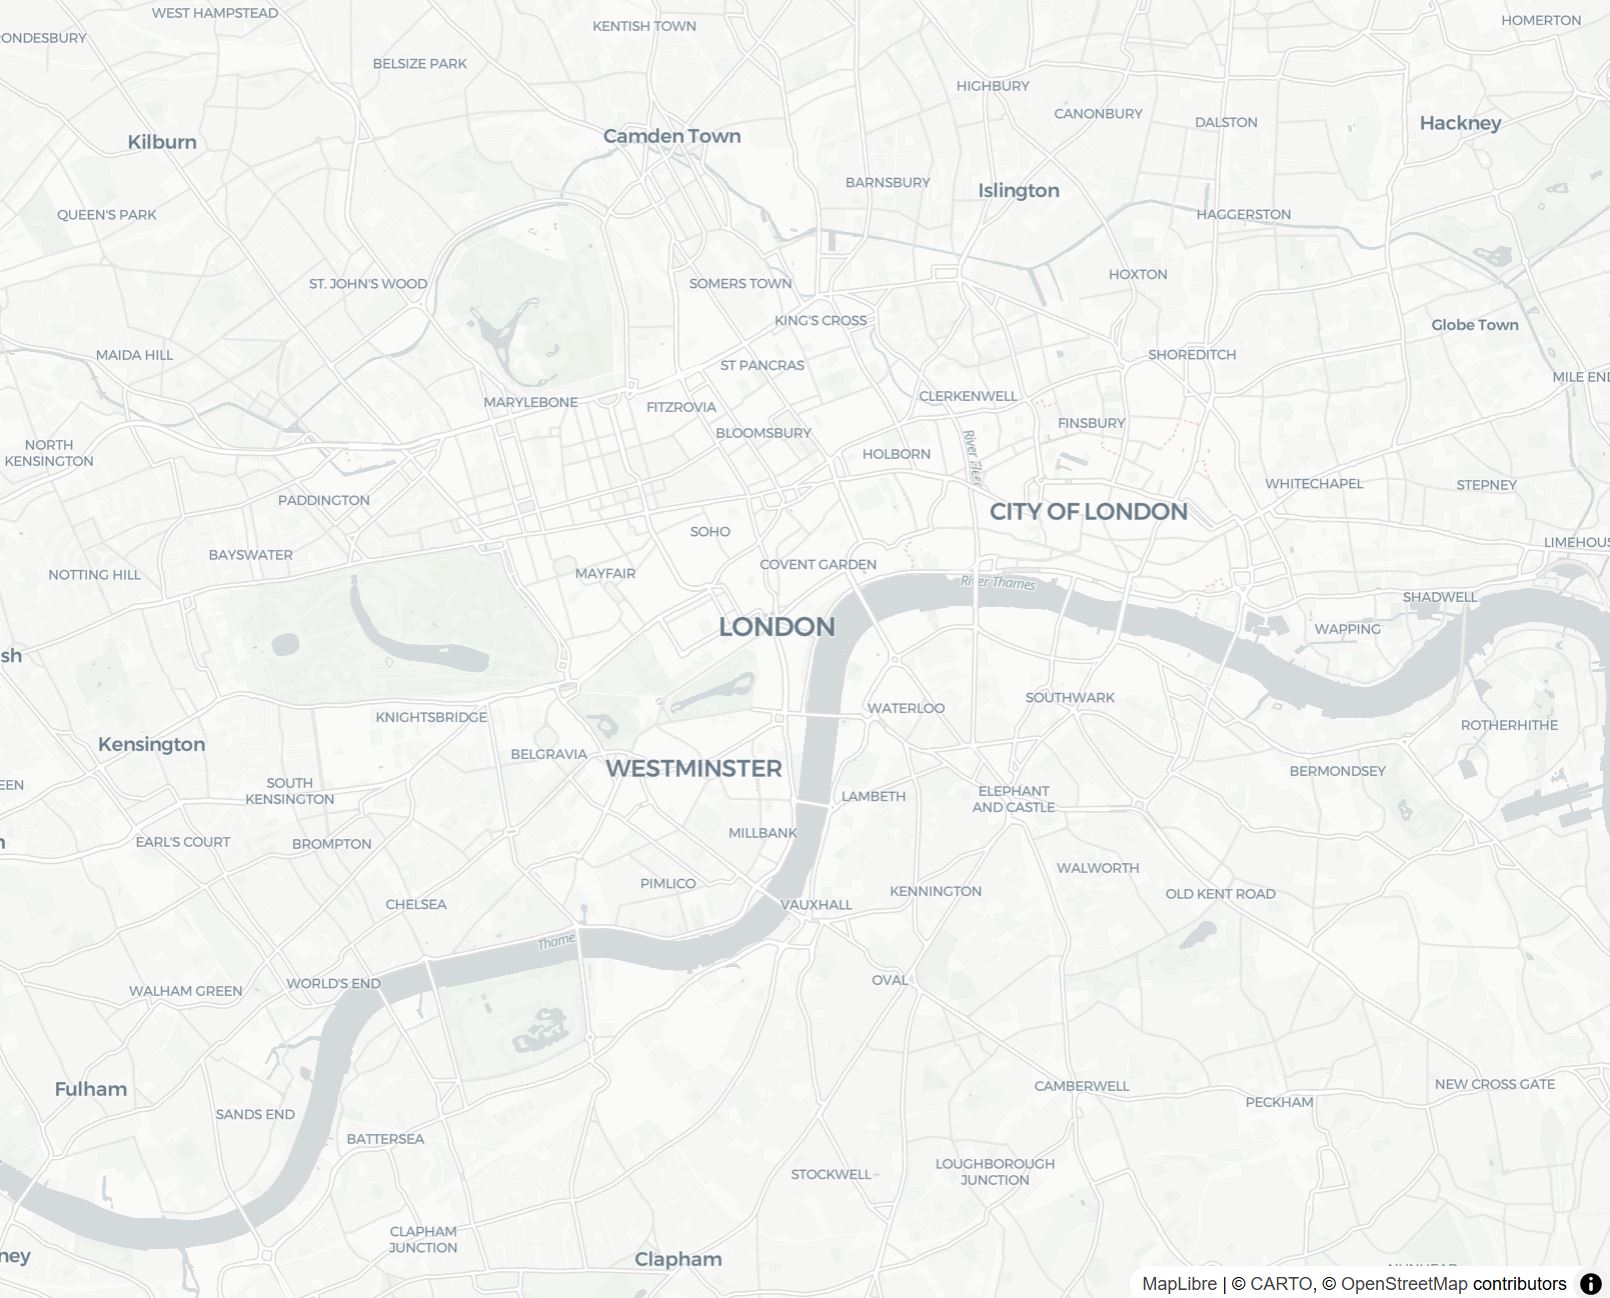 WEST HAMPSTEAD
HOMERTON
KENTISH TOWN
ONDESBURY
BELSIZE PARK
HIGHBURY
CANONBURY
DALSTON
Hackney
Camden Town
Kilburn
BARNSBURY
Islington
QUEEN'S PARK
HAGGERSTON
HOXTON
ST. JOHN'S WOOD
SOMERS TOWN
KING'S CROSS
Globe Town
MAIDA HILL
SHOREDITCH
ST PANCRAS
MILE END
MARYLEBONE
FITZROVIA
CLERKENWELL
FINSBURY
BLOOMSBURY
NORTH
KENSINGTON
HOLBORN
River Fleet
WHITECHAPEL
STEPNEY
PADDINGTON
CITY OF LONDON
SOHO
LIMEHOUS
BAYSWATER
COVENT GARDEN
NOTTING HILL
MAYFAIR
River Thames
SHADWELL
LONDON
WAPPING
sh
SOUTHWARK
WATERLOO
KNIGHTSBRIDGE
ROTHERHITHE
Kensington
BELGRAVIA
WESTMINSTER
BERMONDSEY
EEN
SOUTH
KENSINGTON
LAMBETH
ELEPHANT
AND CASTLE
MILLBANK
EARL'S COURT
BROMPTON
n
WALWORTH
PIMLICO
KENNINGTON
OLD KENT ROAD
CHELSEA
VAUXHALL
Thame
OVAL
WORLD'S END
WALHAM GREEN
Fulham
CAMBERWELL
NEW CROSS GATE
PECKHAM
SANDS END
BATTERSEA
LOUGHBOROUGH
JUNCTION
STOCKWELL
CLAPHAM
JUNCTION
ney
Clapham
MapLibre | © CARTO, © OpenStreetMap contributors